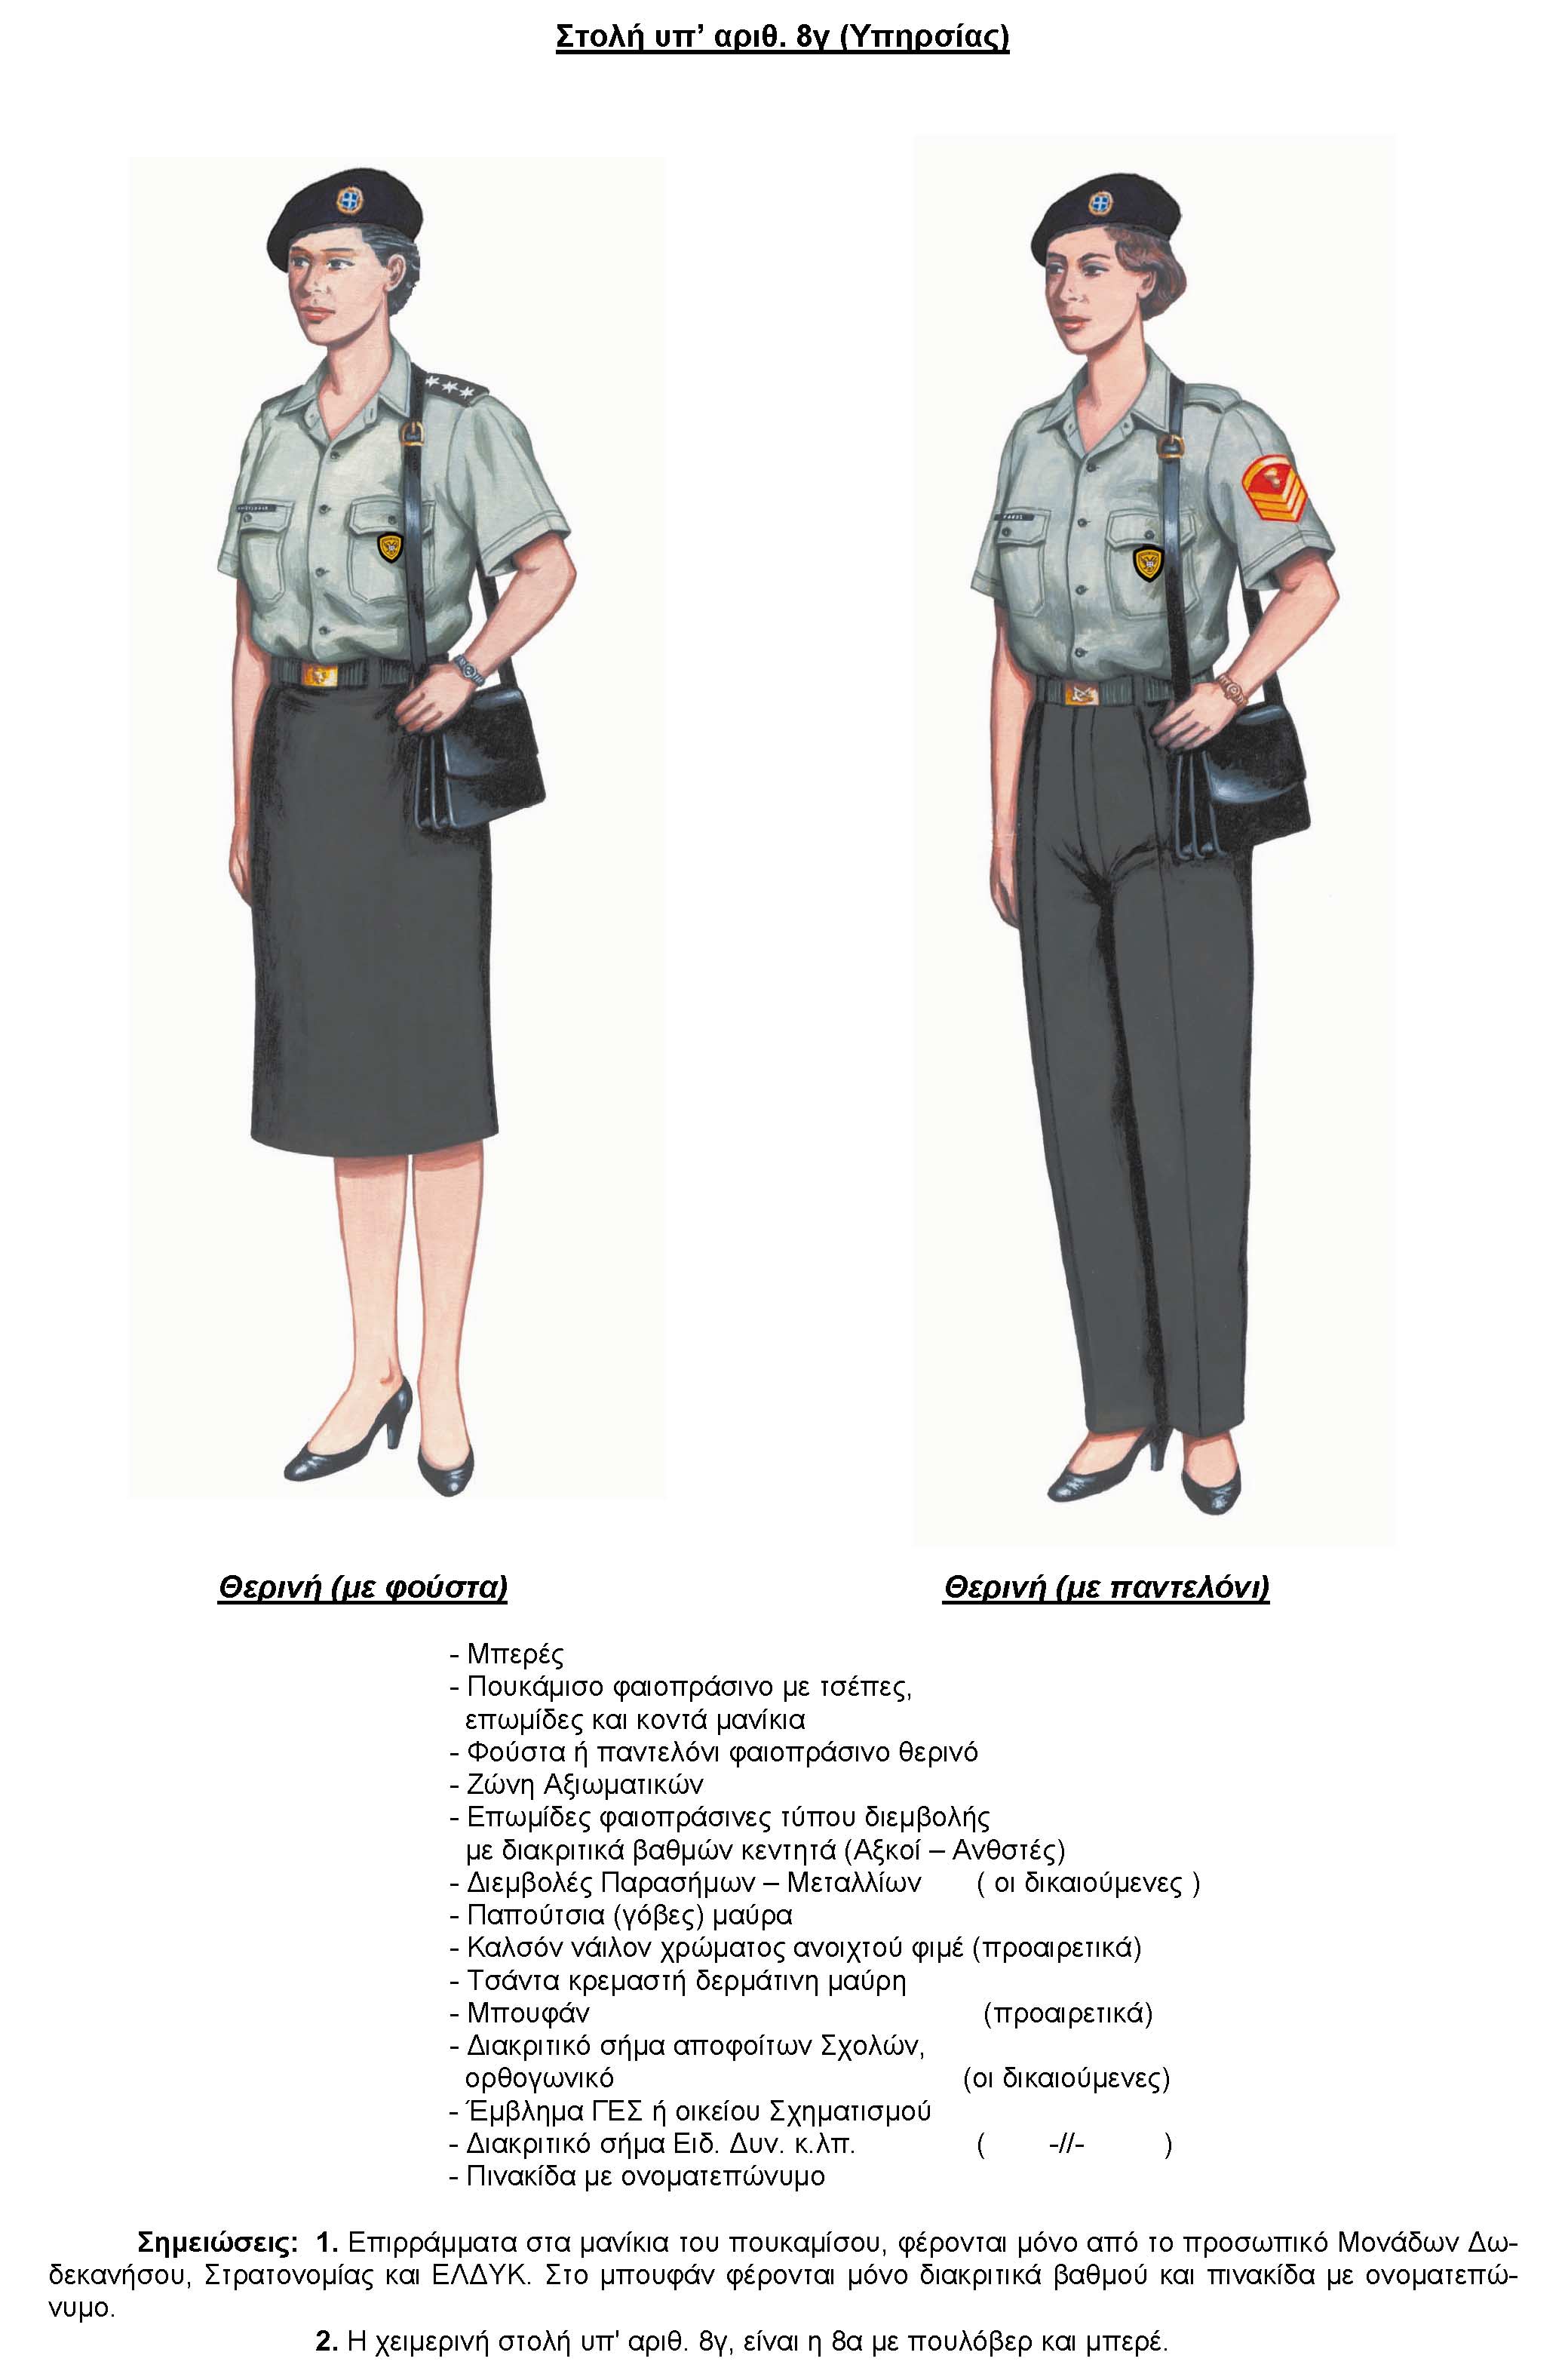 Στολή υπ’ αριθ. 8γ (Υπηρσίας)
Θερινή (με φούστα)
Θερινή (με παντελόνι)
- Μπερές
- Πουκάμισο φαιοπράσινο με τσέπες,
επωμίδες και κοντά μανίκια
- Φούστα ή παντελόνι φαιοπράσινο θερινό
- Ζώνη Αξιωματικών
- Επωμίδες φαιοπράσινες τύπου διεμβολής
με διακριτικά βαθμών κεντητά (Αξκοί – Ανθστές)
- Διεμβολές Παρασήμων – Μεταλλίων ( οι δικαιούμενες )
- Παπούτσια (γόβες) μαύρα
- Καλσόν νάιλον χρώματος ανοιχτού φιμέ (προαιρετικά)
- Τσάντα κρεμαστή δερμάτινη μαύρη
- Μπουφάν (προαιρετικά)
- Διακριτικό σήμα αποφοίτων Σχολών,
ορθογωνικό (οι δικαιούμενες)
- Έμβλημα ΓΕΣ ή οικείου Σχηματισμού
- Διακριτικό σήμα Ειδ. Δυν. κ.λπ. ( -//- )
- Πινακίδα με ονοματεπώνυμο
Σημειώσεις: 1. Επιρράμματα στα μανίκια του πουκαμίσου, φέρονται μόνο από το προσωπικό Μονάδων Δω-
δεκανήσου, Στρατονομίας και ΕΛΔΥΚ. Στο μπουφάν φέρονται μόνο διακριτικά βαθμού και πινακίδα με ονοματεπώ-
νυμο.
2. Η χειμερινή στολή υπ' αριθ. 8γ, είναι η 8α με πουλόβερ και μπερέ.